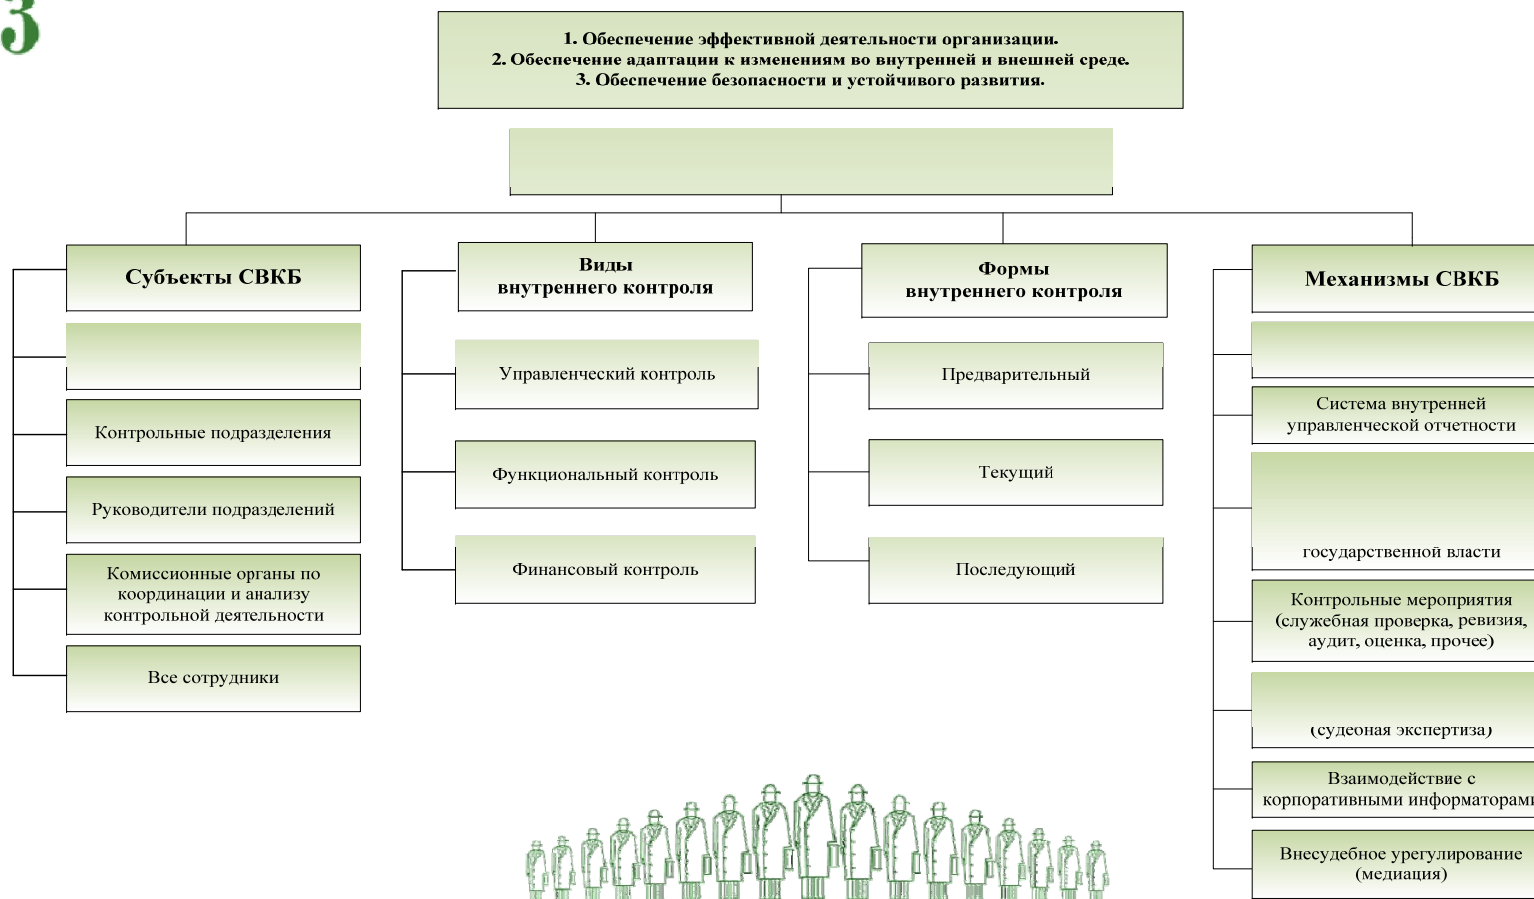 3
1. Обеспечение эффективной деятельности организации.
2. Обеспечение адаптации к изменениям во внутренней и внешней среде.
3. Обеспечение безопасности и устойчивого развития.
Субъекты СВКБ
Контрольные подразделения
Руководители подразделений
Комиссионные органы по
координации и анализу
контрольной деятельности
Все сотрудники
Виды
внутреннего контроля
Управленческий контроль
Функциональный контроль
Финансовый контроль
Формы
внутреннего контроля
Предварительный
Текущий
Последующий
Механизмы СВКБ
Система внутренней
управленческой отчетности
государственной власти
Контрольные мероприятия
(служебная проверка, ревизия,
аудит, оценка, прочее)
(судебная экспертиза)
Взаимодействие с
корпоративными информаторами
Внесудебное урегулирование
(медиация)